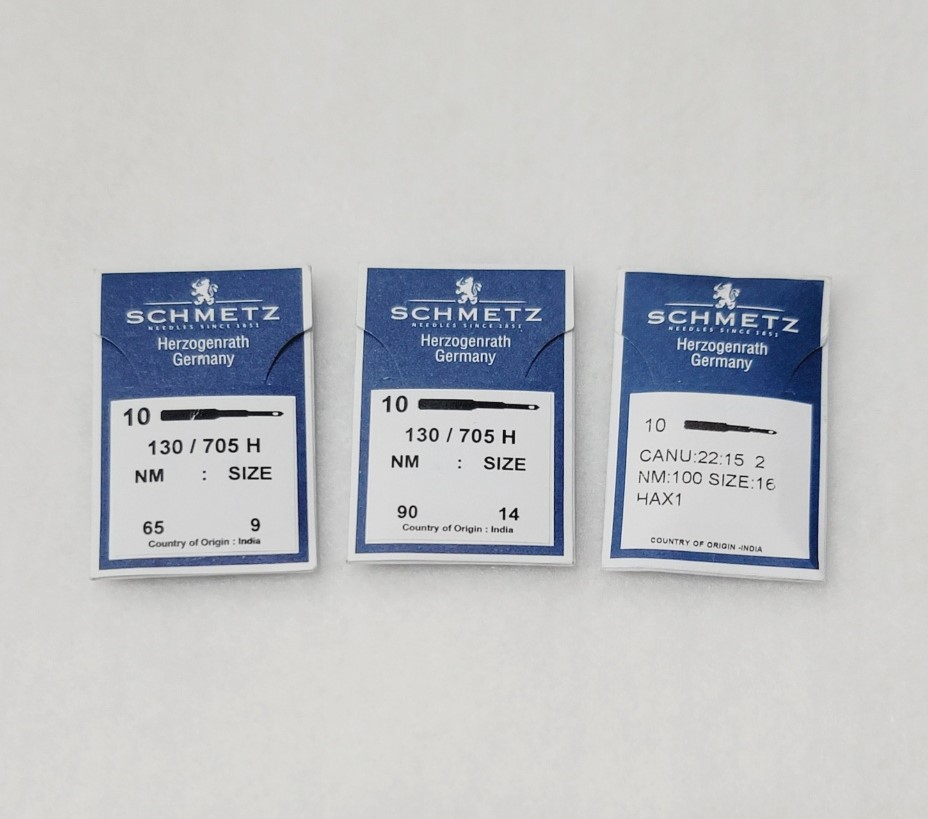 SCHMETZ
NEEDLES SINCE 1851
Herzogenrath
Germany
10
130 / 705 H
NM : SIZE
65 9
Country of Origin : India
SCHMETZ
NEEDLES SINCE 1851
Herzogenrath
Germany
10
130 / 705 H
NM : SIZE
90 14
Country of Origin : India
SCHMETZ
NEEDLES SINCE 1851
Herzogenrath
Germany
10
CANU:22:15 2
NM:100 SIZE:16
HAX1
COUNTRY OF ORIGIN -INDIA